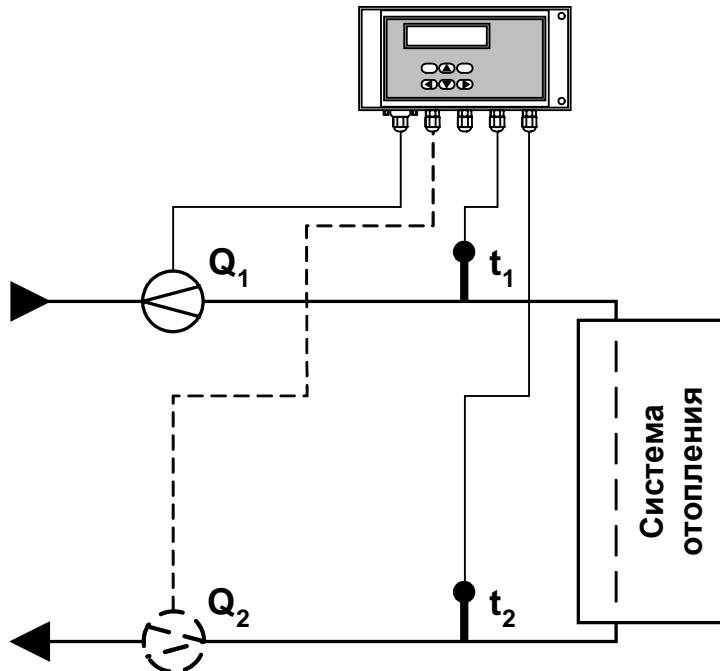 Q₁
t₁
Система
отопления
Q₂
t₂